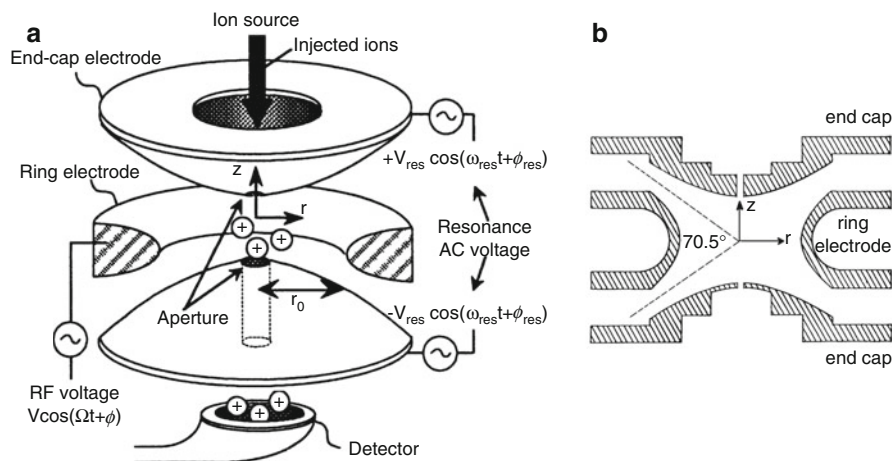 a
Ion source
Injected ions
End-cap electrode
z
+V_res cos(ω_res t+ϕ_res)
Ring electrode
r
Resonance
AC voltage
r_0
Aperture
-V_res cos(ω_res t+ϕ_res)
RF voltage
Vcos(Ωt+ϕ)
Detector
b
end cap
z
70.5°
r
ring
electrode
end cap